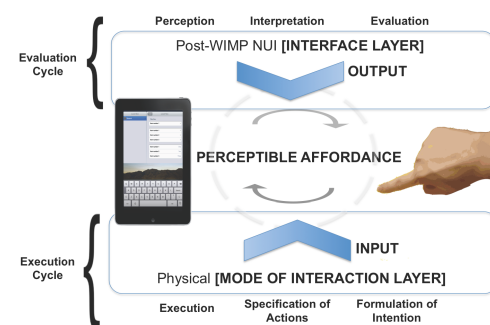 Perception Interpretation Evaluation
Evaluation
Cycle
Post-WIMP NUI [INTERFACE LAYER]
OUTPUT
PERCEPTIBLE AFFORDANCE
INPUT
Execution
Cycle
Physical [MODE OF INTERACTION LAYER]
Execution
Specification of
Actions
Formulation of
Intention